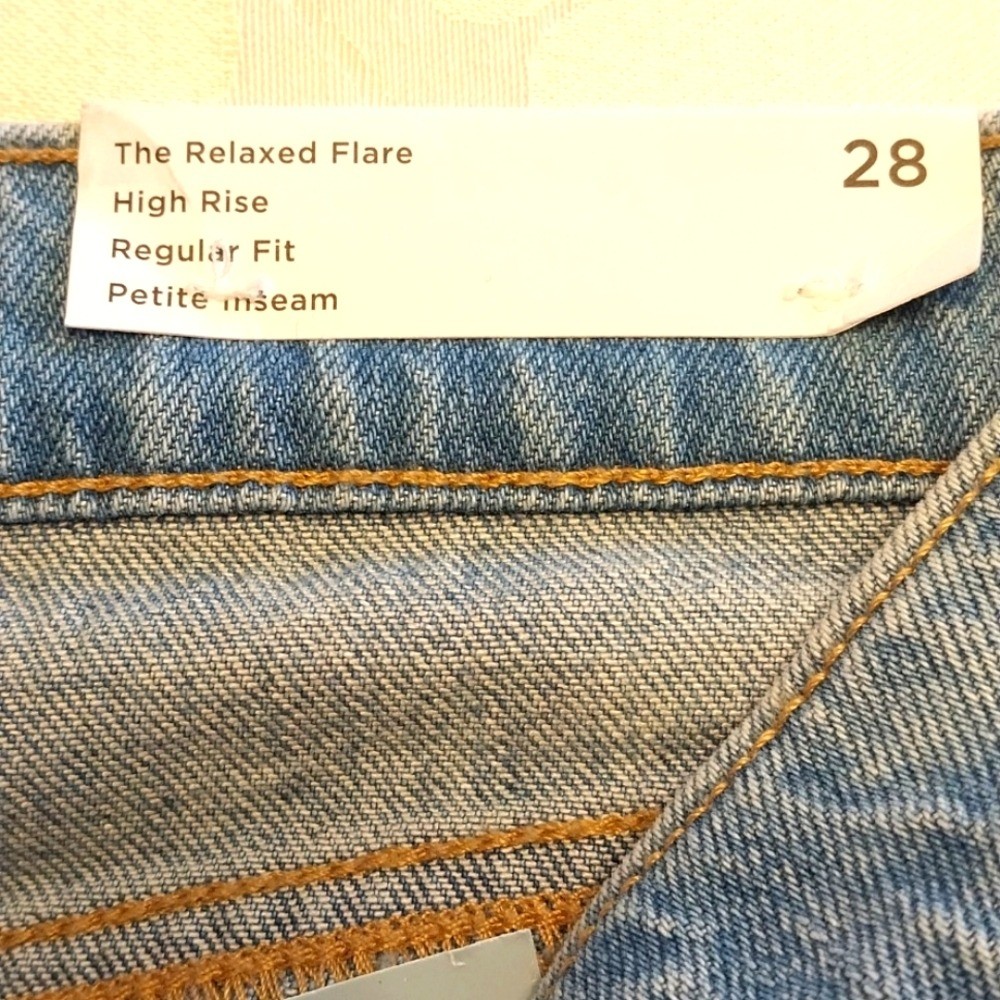 The Relaxed Flare
28
High Rise
Regular Fit
Petite Inseam